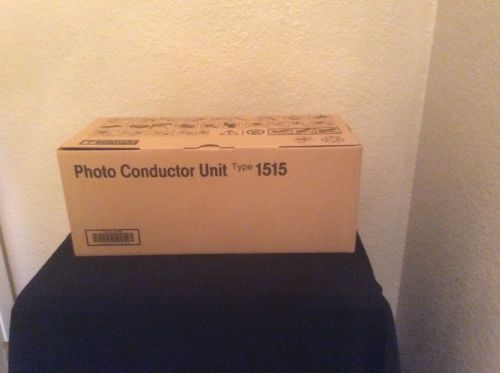 Photo Conductor Unit Type 1515